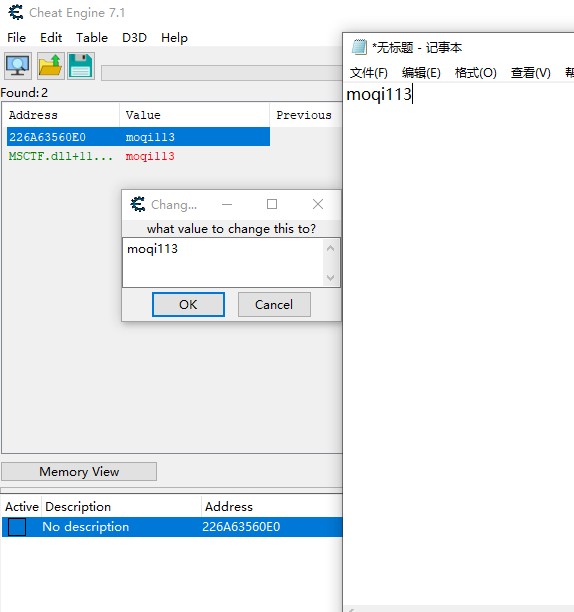 Cheat Engine 7.1
File Edit Table D3D Help
Found: 2
Address Value Previous
226A63560E0 moqi113
MSCTF.dll+11... moqi113
Chang...
what value to change this to?
moqi113
OK Cancel
Memory View
Active Description Address
No description 226A63560E0
*无标题 - 记事本
文件(F) 编辑(E) 格式(O) 查看(V) 帮
moqi113